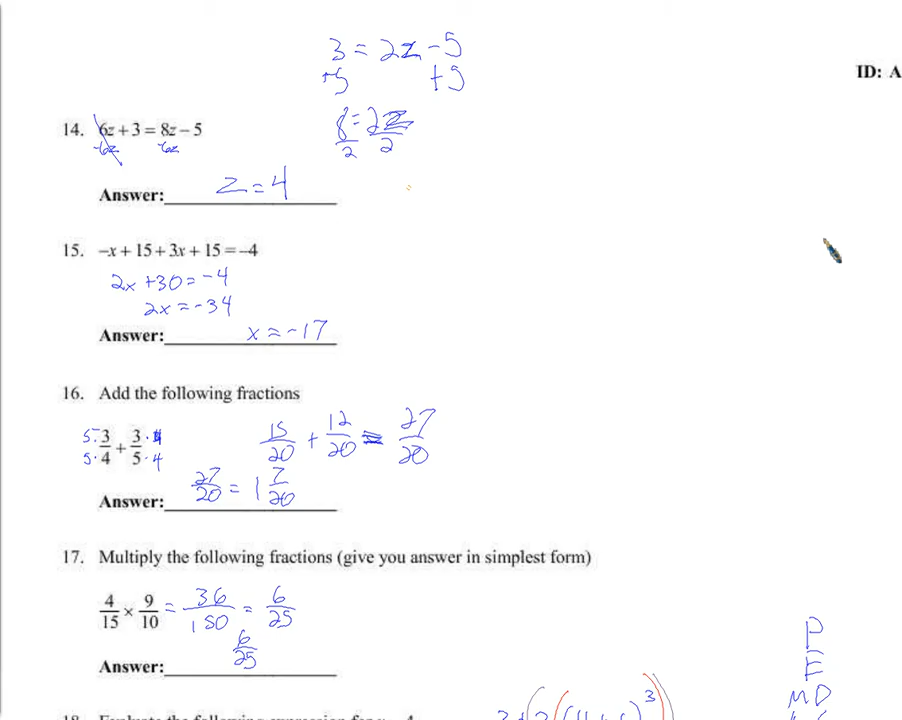 3 = 2z - 5
+5 +5
ID: A
8 = 2z
2 2
14. 6z + 3 = 8z - 5
-6z -6z
Answer: z = 4
15. -x + 15 + 3x + 15 = -4
2x + 30 = -4
2x = -34
Answer: x = -17
16. Add the following fractions
5·3/5·4 + 3·4/5·4 15/20 + 12/20 = 27/20
27/20 = 1 7/20
Answer:
17. Multiply the following fractions (give you answer in simplest form)
4/15 × 9/10 = 36/150 = 6/25
Answer: 6/25
P
E
MD